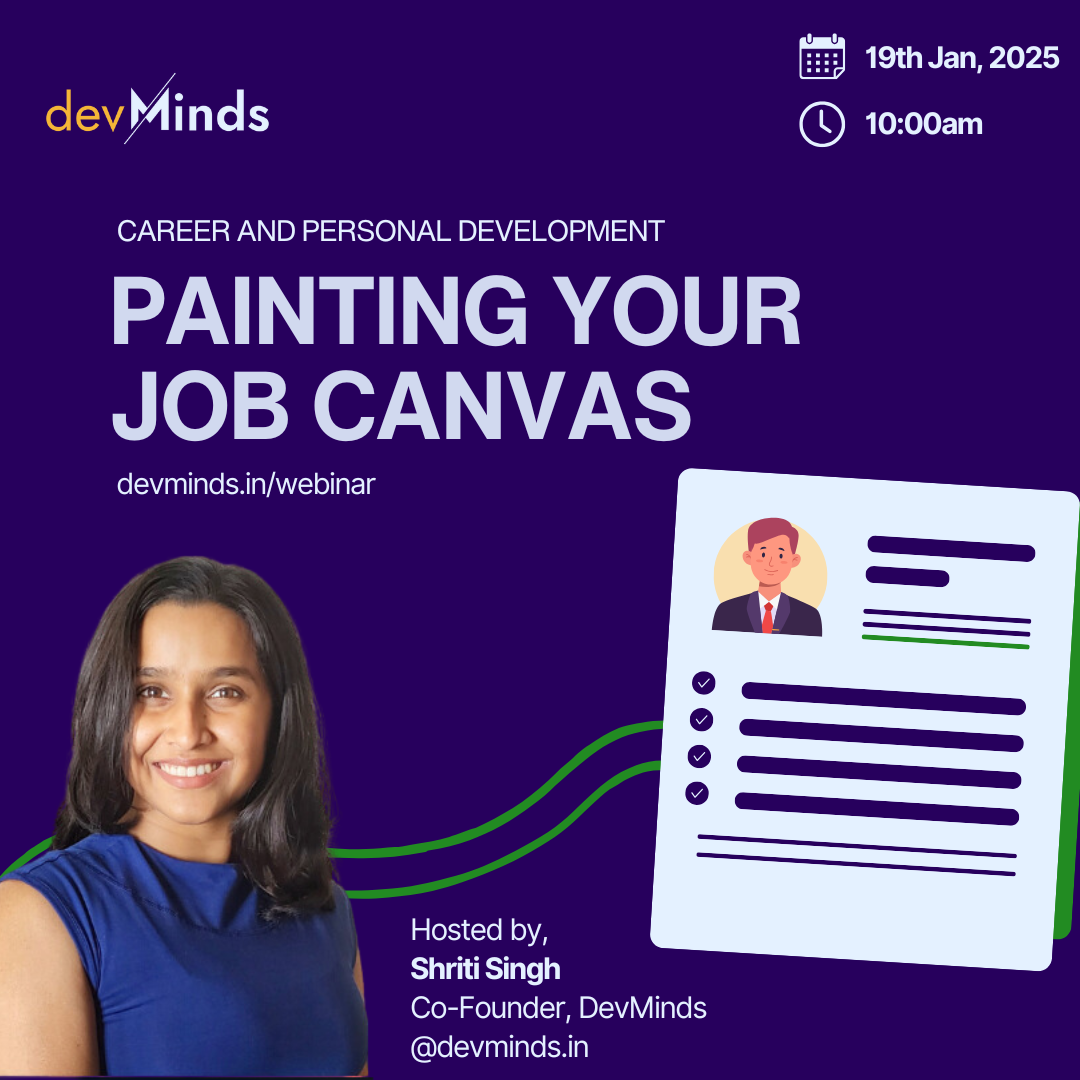 devMinds
19th Jan, 2025
10:00am
CAREER AND PERSONAL DEVELOPMENT
PAINTING YOUR
JOB CANVAS
devminds.in/webinar
Hosted by,
Shriti Singh
Co-Founder, DevMinds
@devminds.in